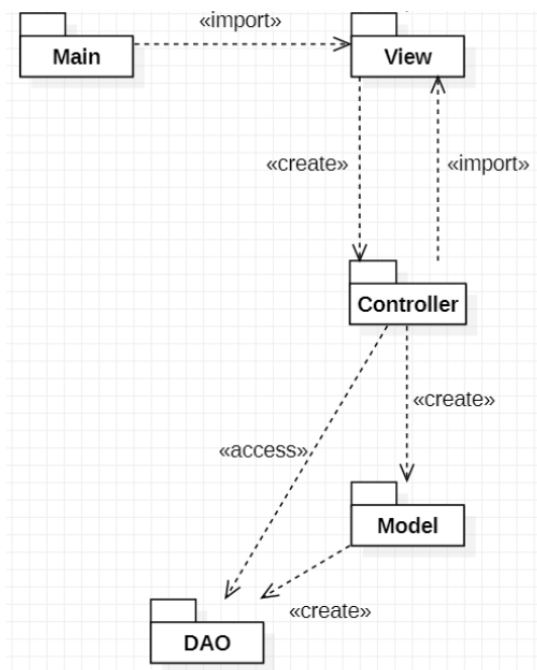 «import»
Main
View
«create»
«import»
Controller
«create»
«access»
Model
«create»
DAO